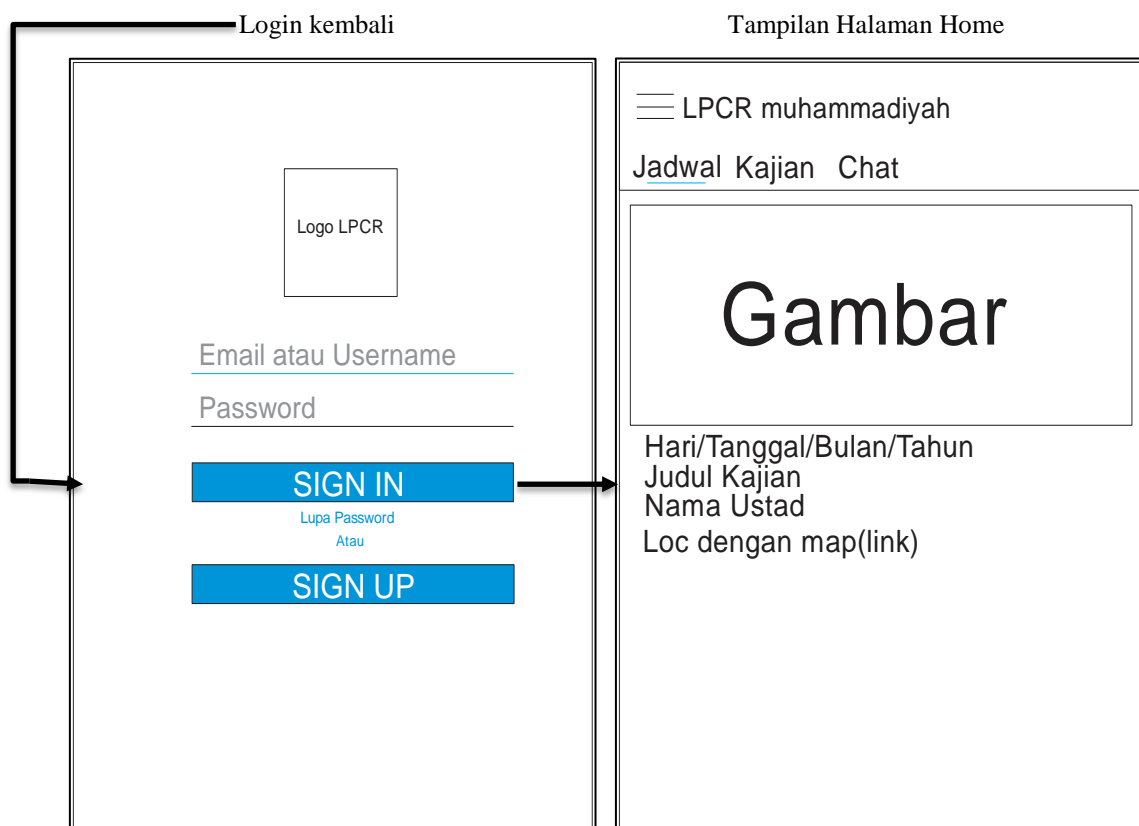 Login kembali
Tampilan Halaman Home
Logo LPCR
Email atau Username
Password
SIGN IN
Lupa Password
Atau
SIGN UP
LPCR muhammadiyah
Jadwal Kajian Chat
Gambar
Hari/Tanggal/Bulan/Tahun
Judul Kajian
Nama Ustad
Loc dengan map(link)